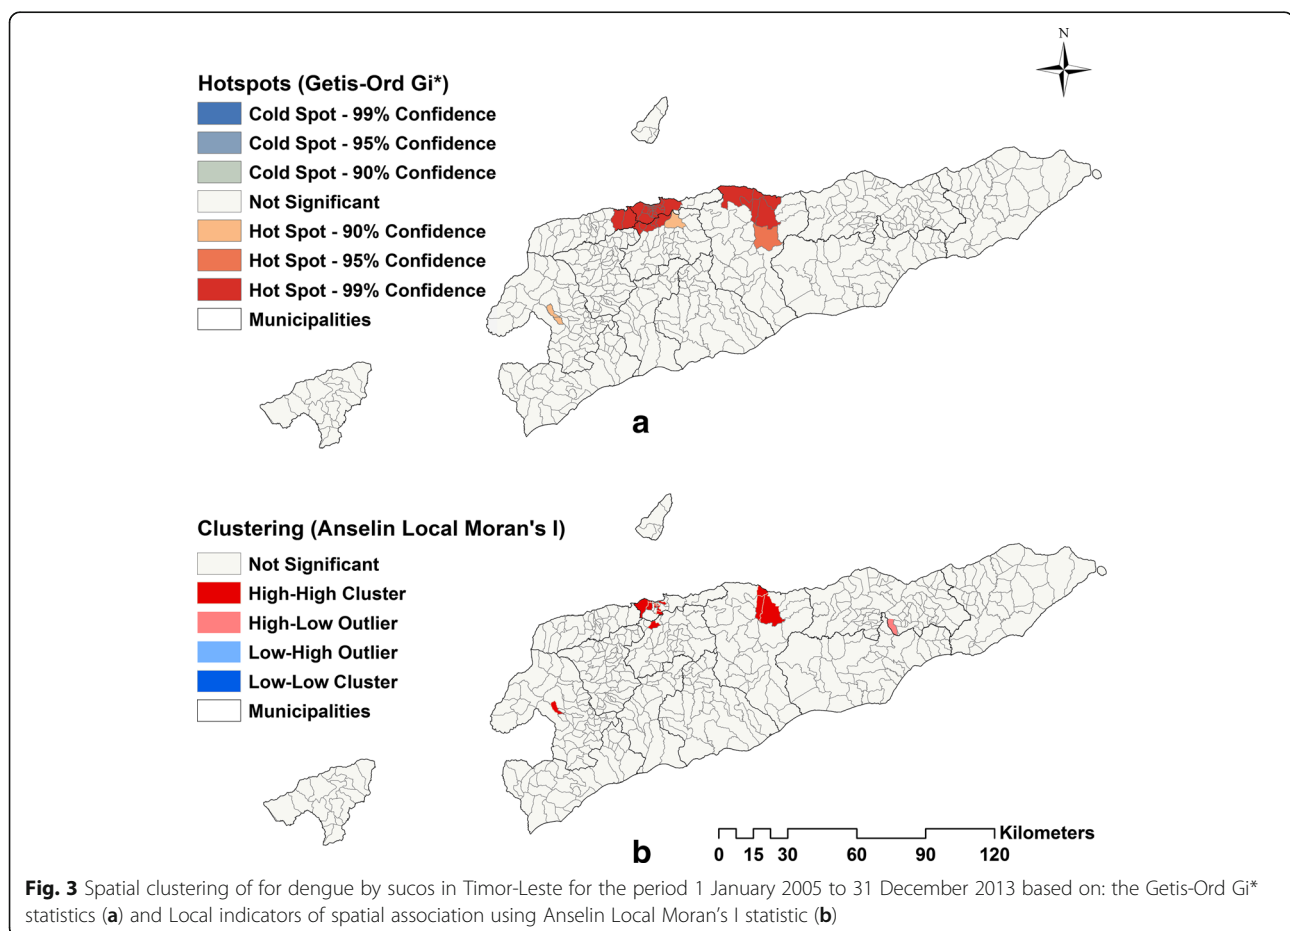 N
Hotspots (Getis-Ord Gi*)
Cold Spot - 99% Confidence
Cold Spot - 95% Confidence
Cold Spot - 90% Confidence
Not Significant
Hot Spot - 90% Confidence
Hot Spot - 95% Confidence
Hot Spot - 99% Confidence
Municipalities
a
Clustering (Anselin Local Moran's I)
Not Significant
High-High Cluster
High-Low Outlier
Low-High Outlier
Low-Low Cluster
Municipalities
b
Kilometers
0 15 30 60 90 120
Fig. 3 Spatial clustering of for dengue by sucos in Timor-Leste for the period 1 January 2005 to 31 December 2013 based on: the Getis-Ord Gi*
statistics (a) and Local indicators of spatial association using Anselin Local Moran’s I statistic (b)